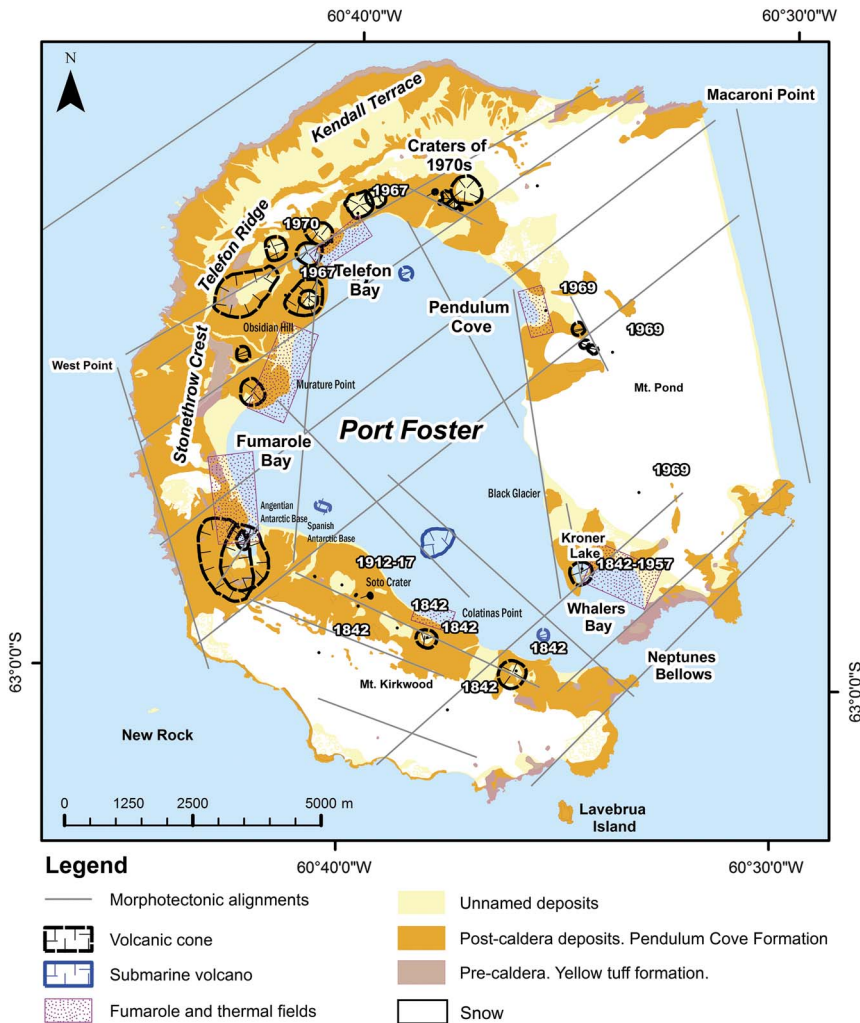 60°40'0"W
60°30'0"W
N
Macaroni Point
Kendall Terrace
Craters of
1970s
1967
1970
Telefon Ridge
1967
Telefon
Bay
Pendulum
Cove
1969
1969
Obsidian Hill
West Point
Stonethrow Crest
Murature Point
Mt. Pond
Port Foster
Fumarole
Bay
1969
Black Glacier
Angentian
Antarctic Base
Spanish
Antarctic Base
Kroner
Lake
1842-1957
1912-17
Soto Crater
Whalers
Bay
1842
Colatinas Point
1842
1842
1842
63°0'0"S
63°0'0"S
Neptunes
Bellows
Mt. Kirkwood
1842
New Rock
0 1250 2500 5000 m
Lavebrua
Island
60°40'0"W
60°30'0"W
Legend
Morphotectonic alignments
Volcanic cone
Submarine volcano
Fumarole and thermal fields
Unnamed deposits
Post-caldera deposits. Pendulum Cove Formation
Pre-caldera. Yellow tuff formation.
Snow